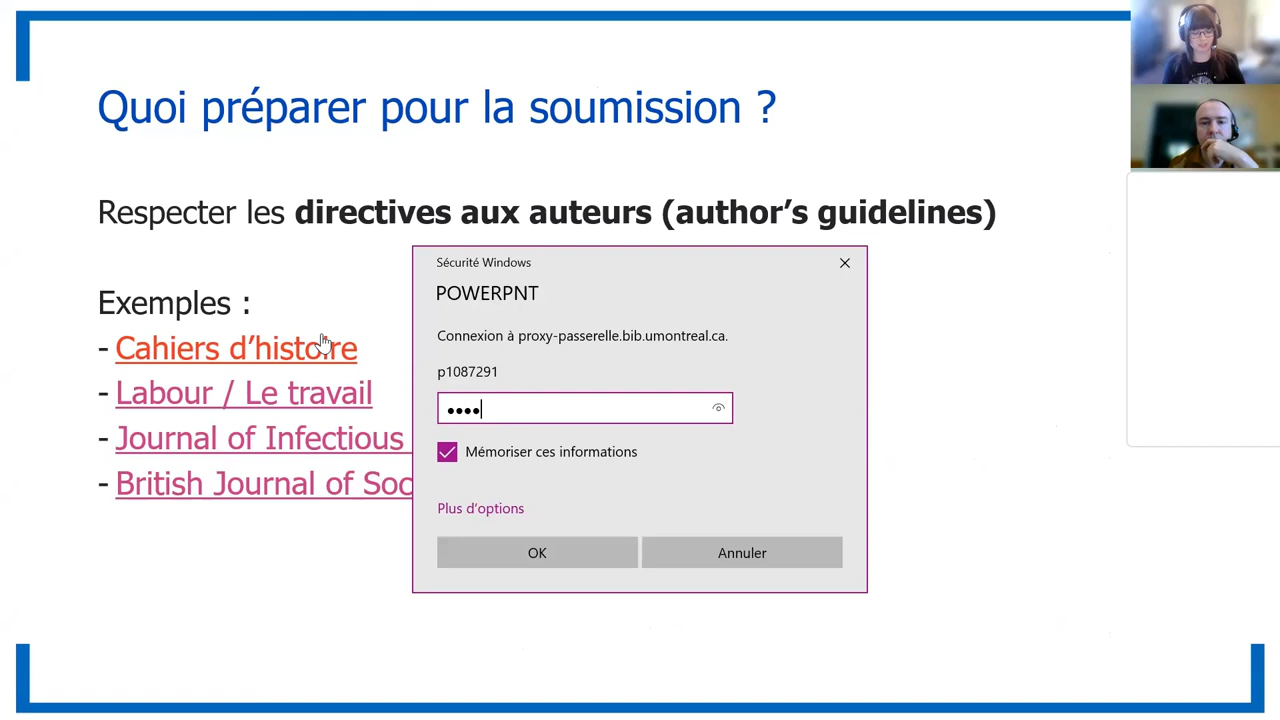 Quoi préparer pour la soumission ?
Respecter les directives aux auteurs (author’s guidelines)
Exemples :
- Cahiers d’histoire
- Labour / Le travail
- Journal of Infectious
- British Journal of Soc
Sécurité Windows
POWERPNT
Connexion à proxy-passerelle.bib.umontreal.ca.
p1087291
••••
Mémoriser ces informations
Plus d’options
OK
Annuler